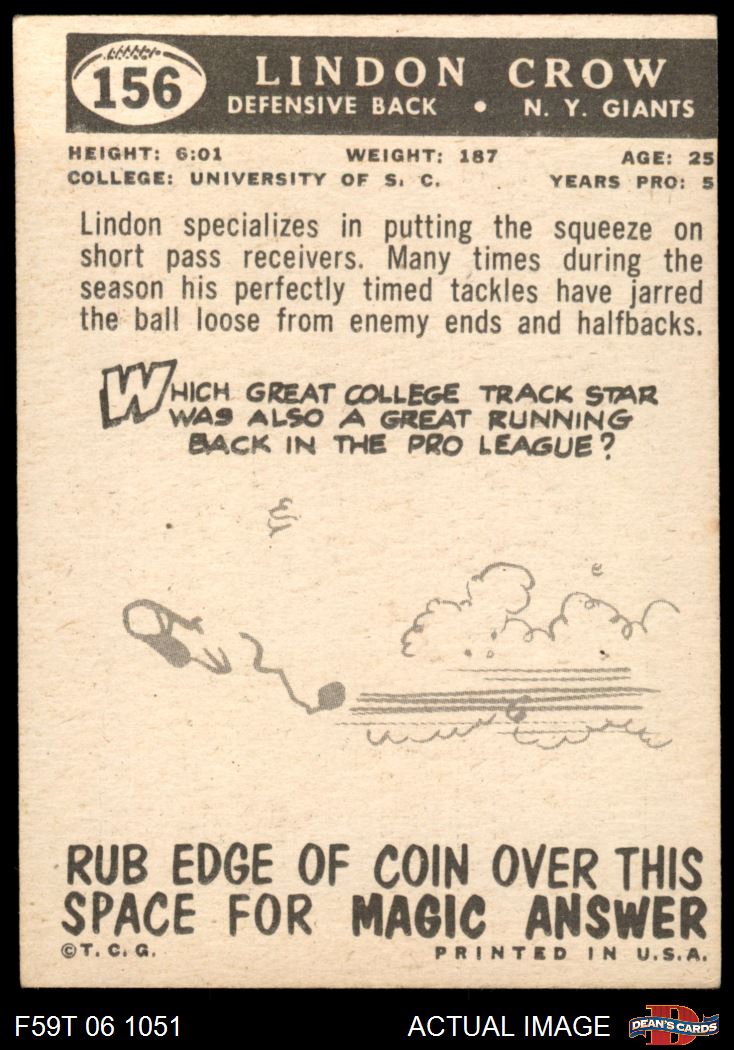 156
LINDON CROW
DEFENSIVE BACK • N. Y. GIANTS
HEIGHT: 6:01 WEIGHT: 187 AGE: 25
COLLEGE: UNIVERSITY OF S. C. YEARS PRO: 5
Lindon specializes in putting the squeeze on
short pass receivers. Many times during the
season his perfectly timed tackles have jarred
the ball loose from enemy ends and halfbacks.
WHICH GREAT COLLEGE TRACK STAR
WAS ALSO A GREAT RUNNING
BACK IN THE PRO LEAGUE?
RUB EDGE OF COIN OVER THIS
SPACE FOR MAGIC ANSWER
©T. C. G. PRINTED IN U.S.A.
F59T 06 1051 ACTUAL IMAGE DEAN'S CARDS